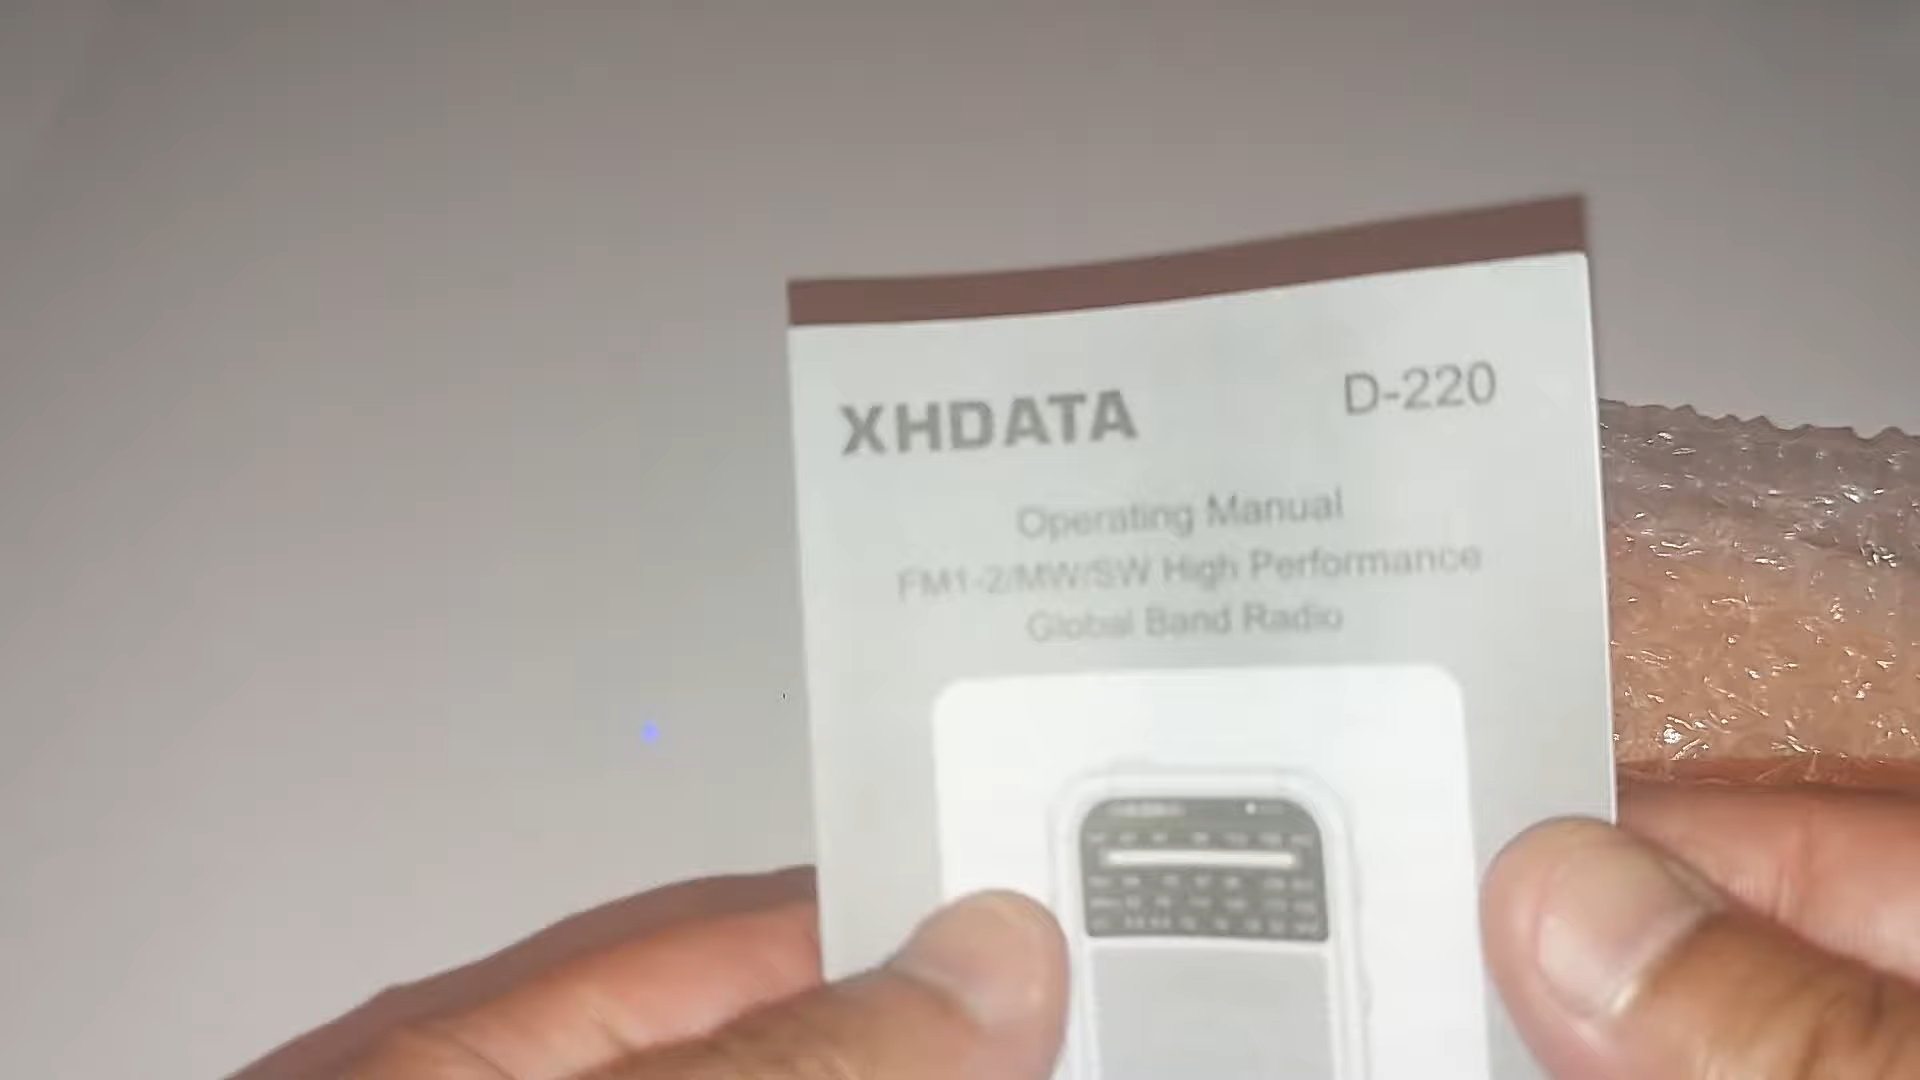 XHDATA D-220
Operating Manual
FM1-2/MW/SW High Performance
Global Band Radio